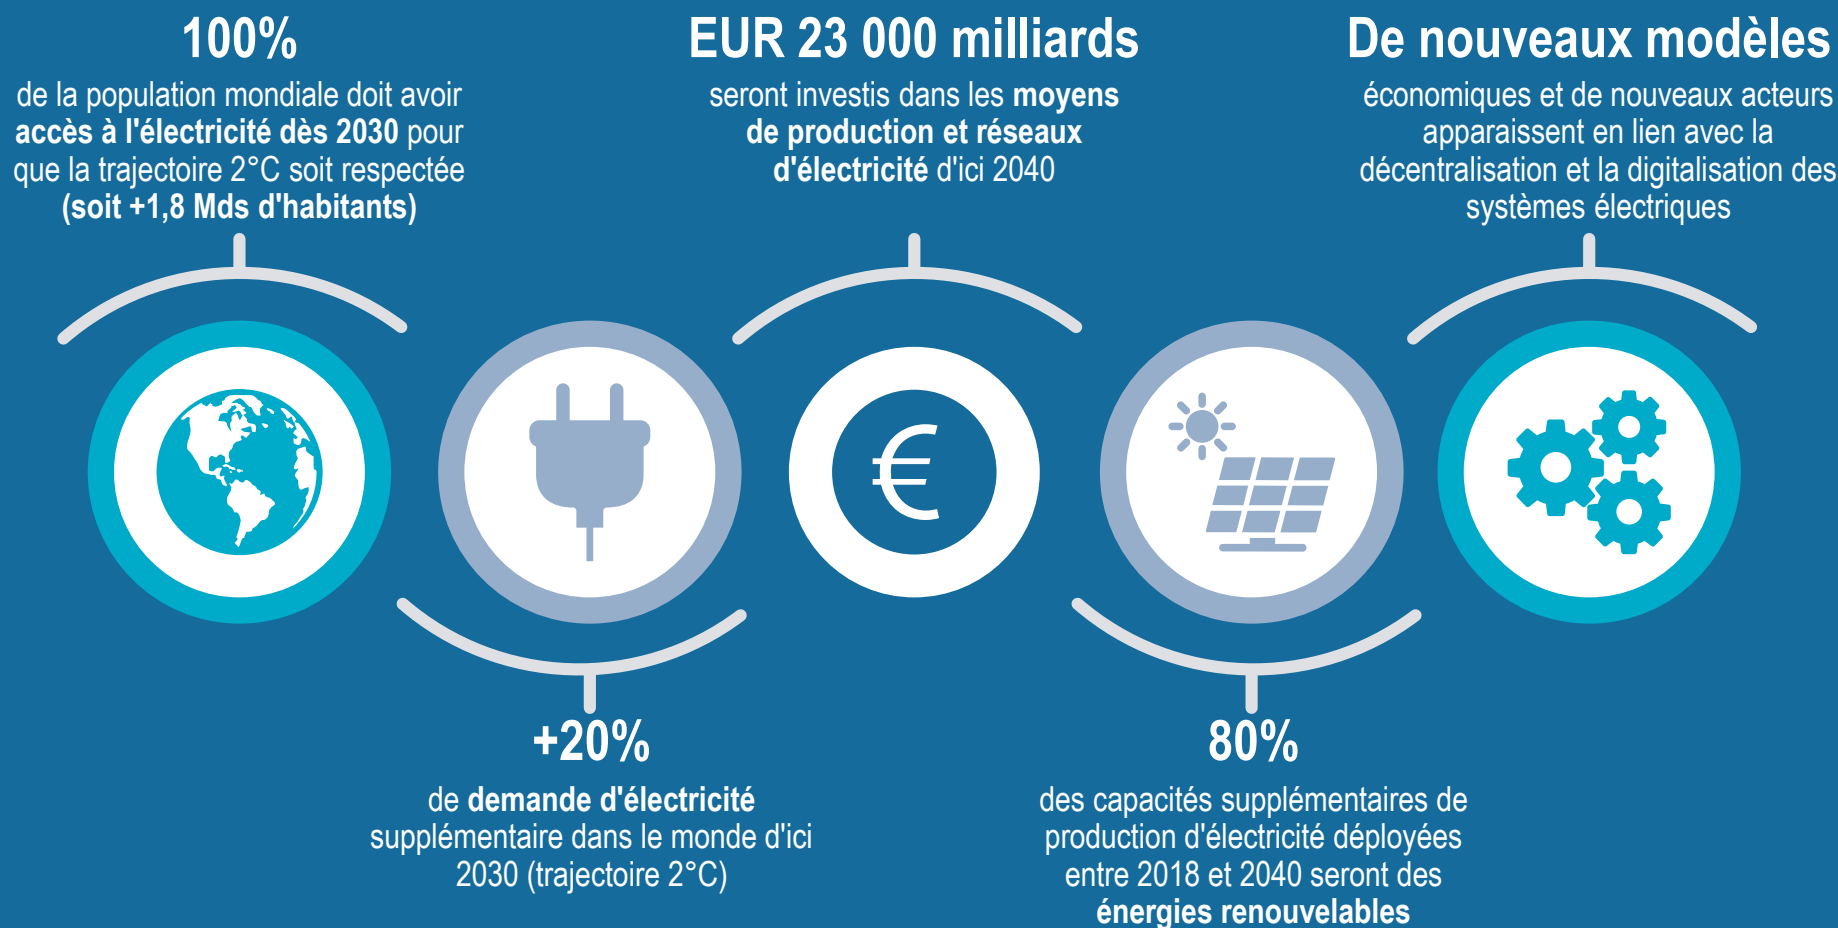 100%
de la population mondiale doit avoir
accès à l'électricité dès 2030 pour
que la trajectoire 2°C soit respectée
(soit +1,8 Mds d'habitants)
EUR 23 000 milliards
seront investis dans les moyens
de production et réseaux
d'électricité d'ici 2040
De nouveaux modèles
économiques et de nouveaux acteurs
apparaissent en lien avec la
décentralisation et la digitalisation des
systèmes électriques
€
+20%
de demande d'électricité
supplémentaire dans le monde d'ici
2030 (trajectoire 2°C)
80%
des capacités supplémentaires de
production d'électricité déployées
entre 2018 et 2040 seront des
énergies renouvelables